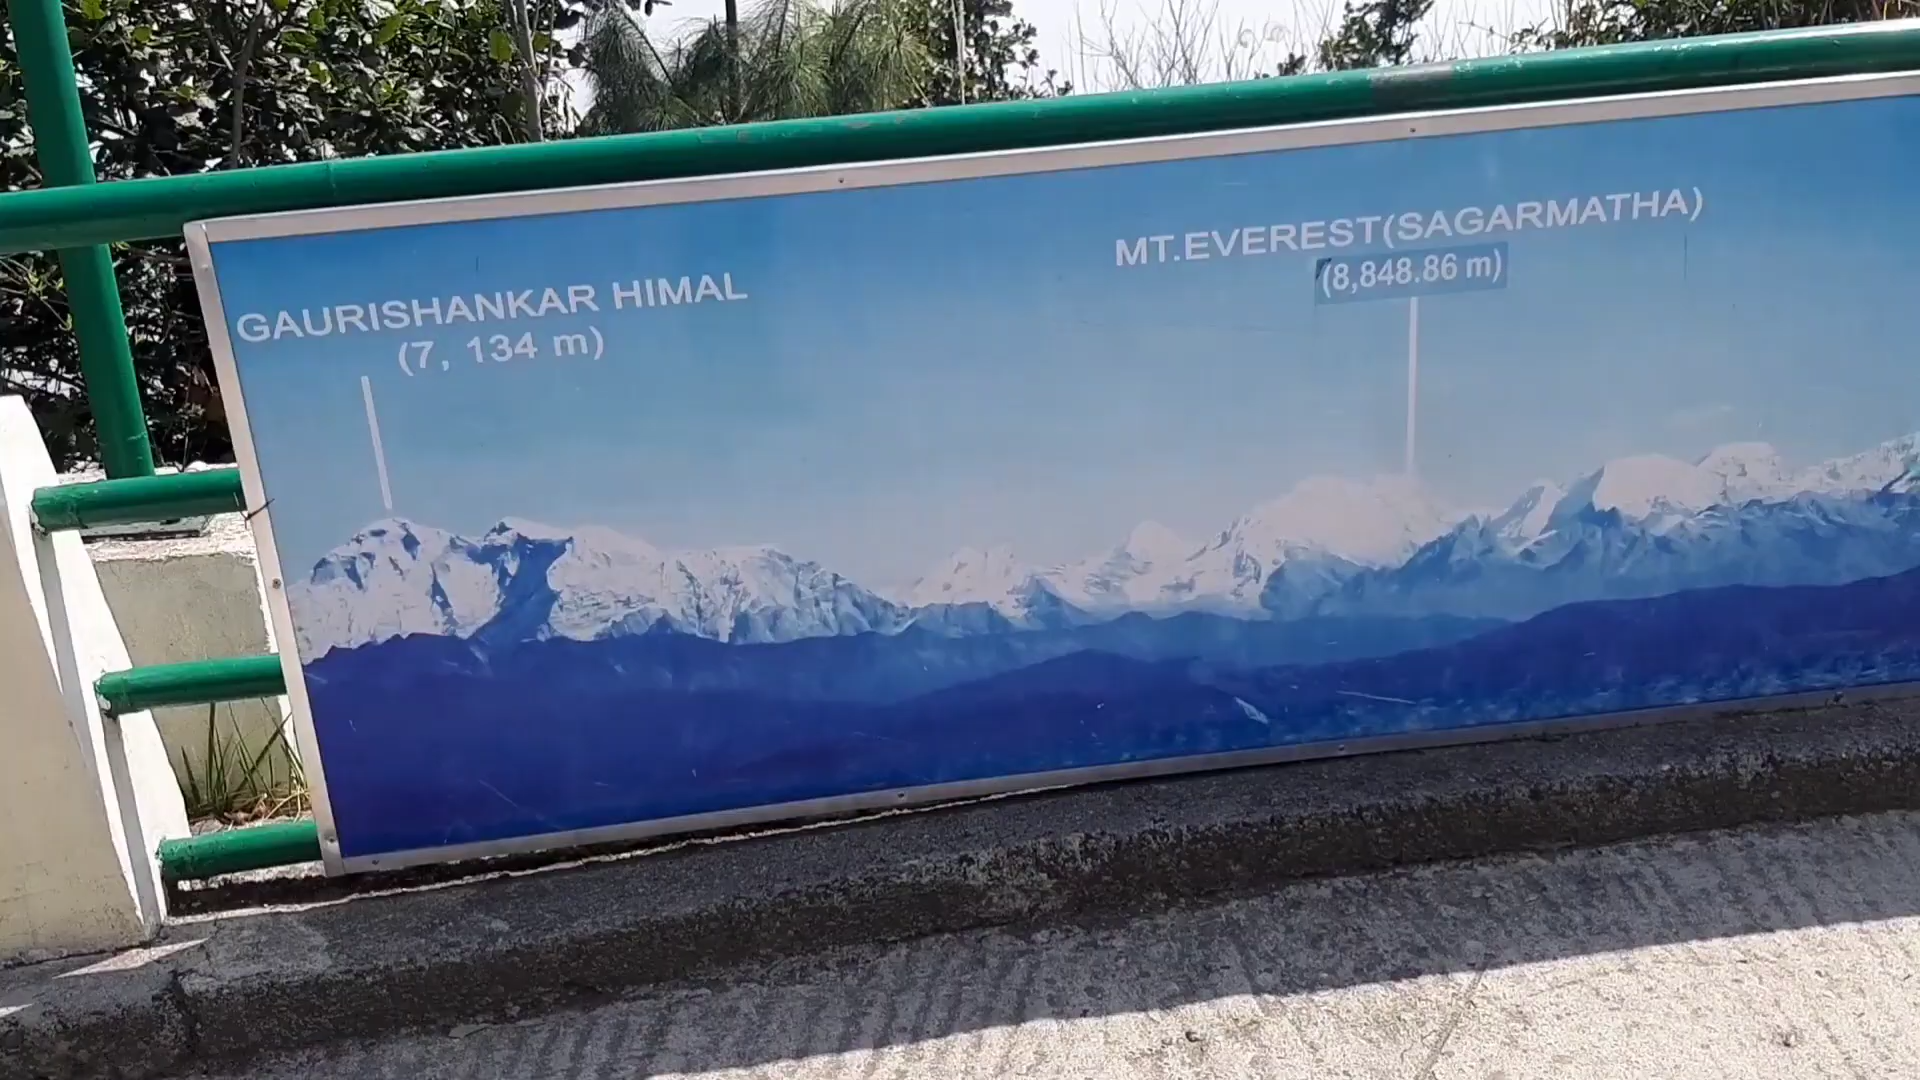 GAURISHANKAR HIMAL
(7, 134 m)
MT.EVEREST(SAGARMATHA)
(8,848.86 m)